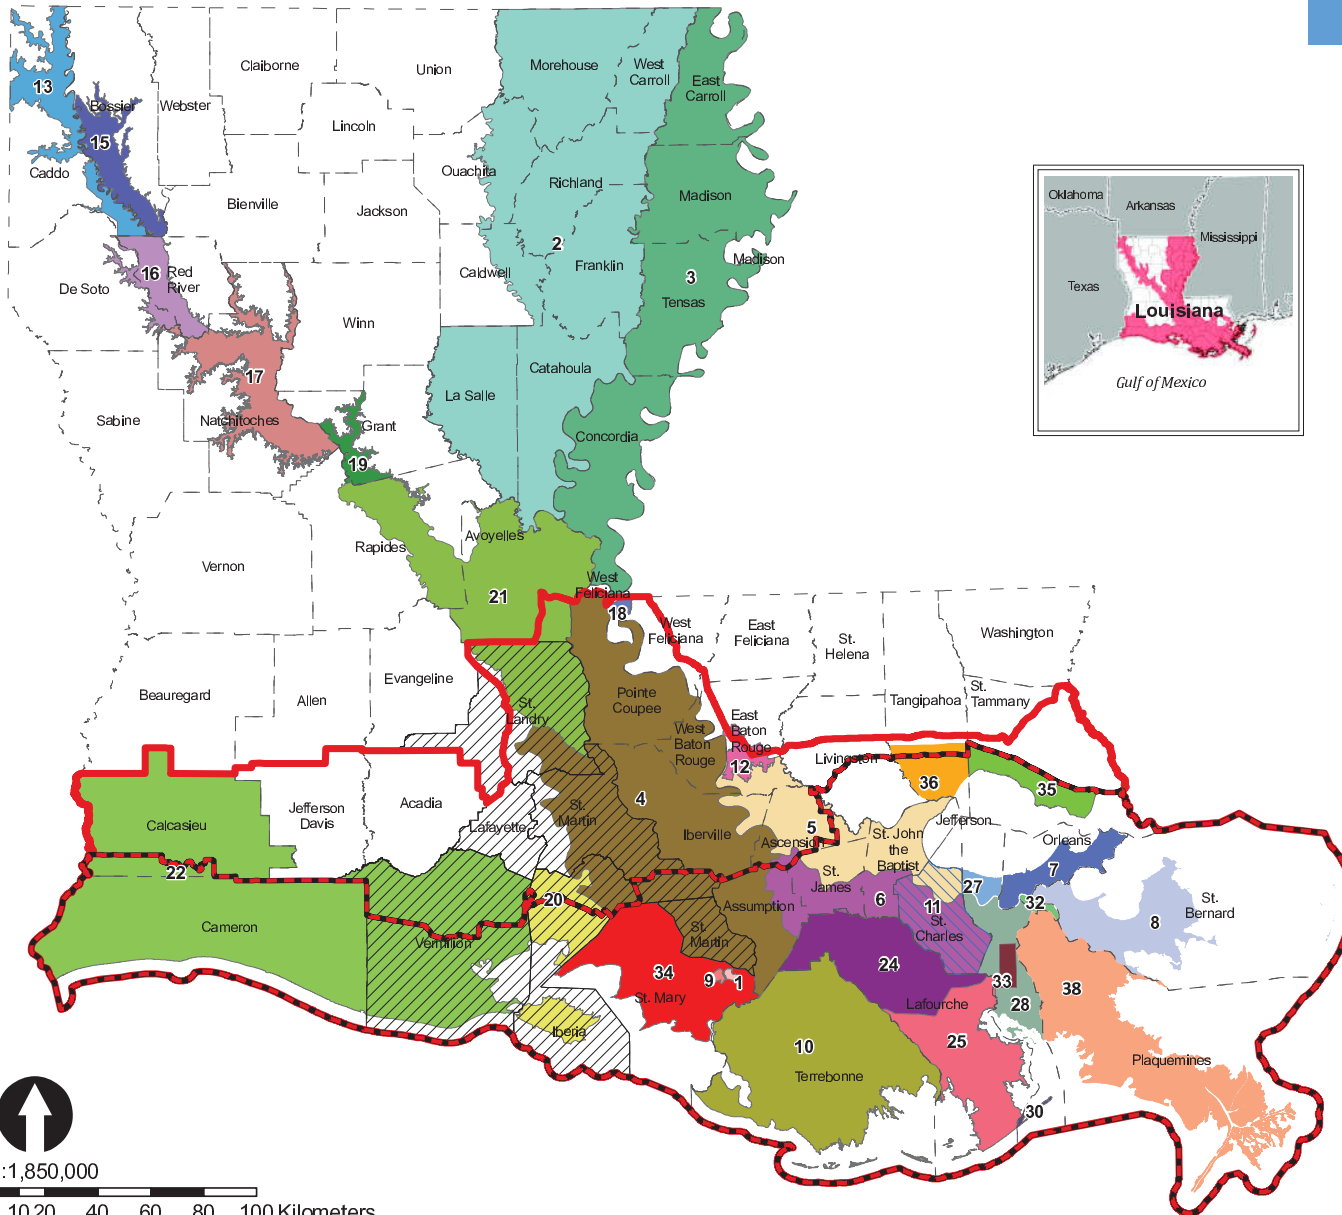 Claiborne
Union
Morehouse
West
Carroll
East
Carroll
13
Bossier
Webster
Lincoln
15
Caddo
Ouachita
Richland
Madison
Bienville
Jackson
2
Madison
Franklin
Caldwell
3
Tensas
16
Red
River
De Soto
Winn
17
Catahoula
La Salle
Sabine
Natchitoches
Grant
Concordia
19
Avoyelles
Rapides
Vernon
21
West
Feliciana
18
West
Feliciana
East
Feliciana
St.
Helena
Washington
Evangeline
Beauregard
Allen
Pointe
Coupee
Tangipahoa
St.
Tammany
St.
Landry
West
Baton
Rouge
East
Baton
Rouge
12
Livingston
36
35
Jefferson
Davis
Acadia
Calcasieu
Lafayette
St.
Martin
4
Iberville
5
Ascension
St. John
the
Baptist
Jefferson
Orleans
7
22
St.
James
6
27
20
Assumption
11
32
8
St.
Bernard
Cameron
Vermilion
St.
Martin
St.
Charles
34
9
1
St. Mary
24
33
38
Lafourche
28
Iberia
10
Terrebonne
25
Plaquemines
30
:1,850,000
10 20 40 60 80 100 Kilometers
Oklahoma
Arkansas
Mississippi
Texas
Louisiana
Gulf of Mexico